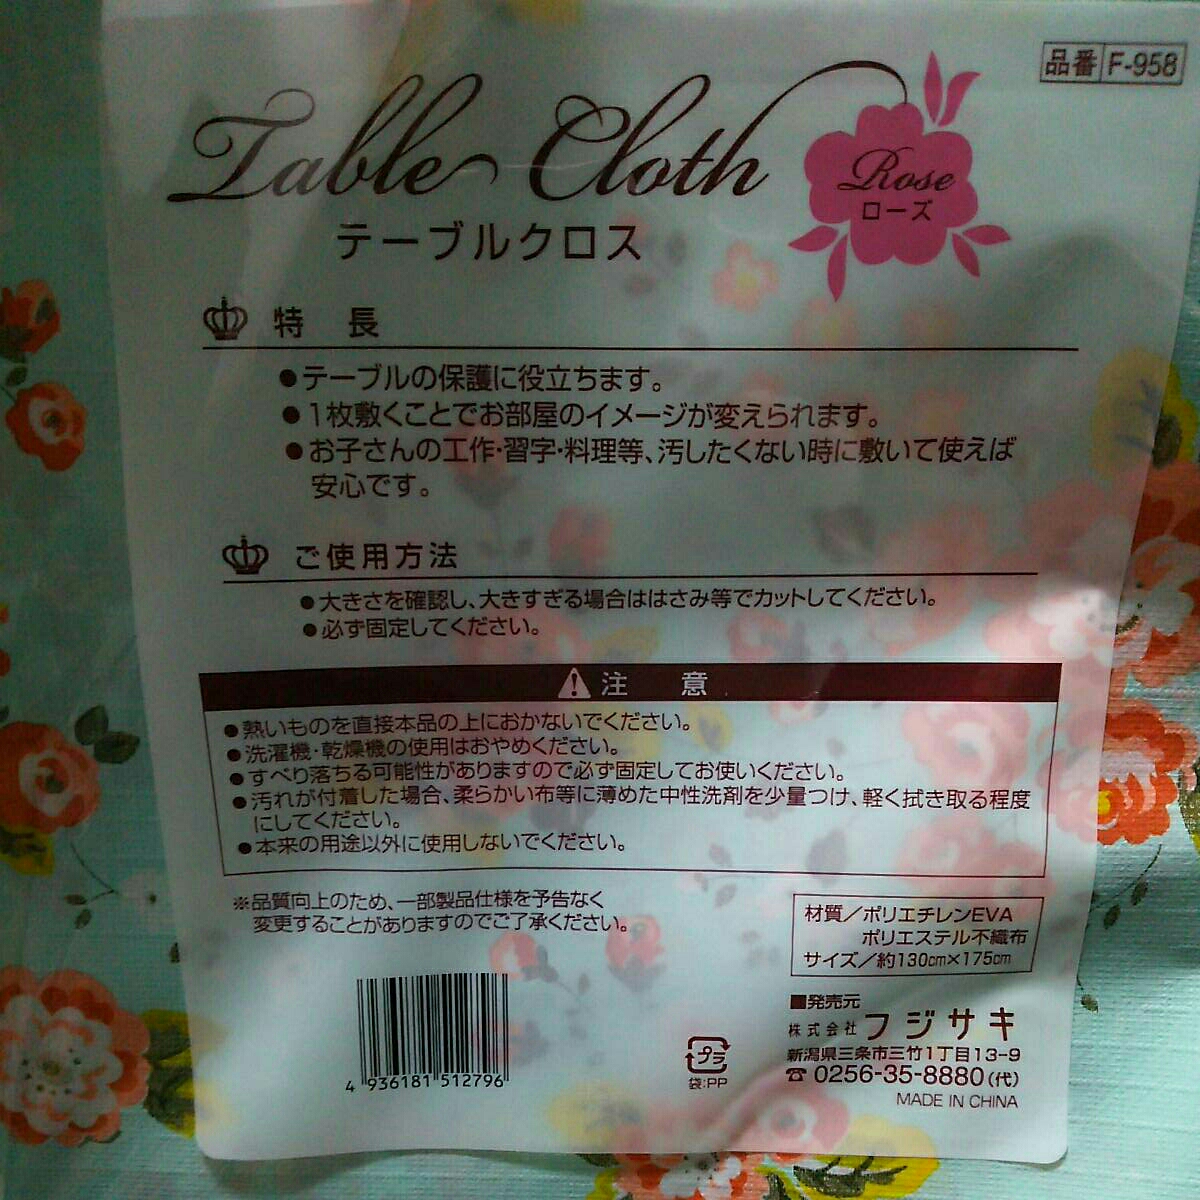 品番 F-958
Table Cloth
Rose
ローズ
テーブルクロス
特 長
●テーブルの保護に役立ちます。
●1枚敷くことでお部屋のイメージが変えられます。
●お子さんの工作・習字・料理等、汚したくない時に敷いて使えば
安心です。
ご使用方法
●大きさを確認し、大きすぎる場合ははさみ等でカットしてください。
●必ず固定してください。
注 意
●熱いものを直接本品の上におかないでください。
●洗濯機・乾燥機の使用はおやめください。
●すべり落ちる可能性がありますので必ず固定してお使いください。
●汚れが付着した場合、柔らかい布等に薄めた中性洗剤を少量つけ、軽く拭き取る程度
にしてください。
●本来の用途以外に使用しないでください。
※品質向上のため、一部製品仕様を予告なく
変更することがありますのでご了承ください。
材質／ポリエチレンEVA
ポリエステル不織布
サイズ／約130cm×175cm
4 936181 512796
プラ
袋:PP
■発売元
株式会社 フジサキ
新潟県三条市三竹1丁目13-9
☎0256-35-8880(代)
MADE IN CHINA